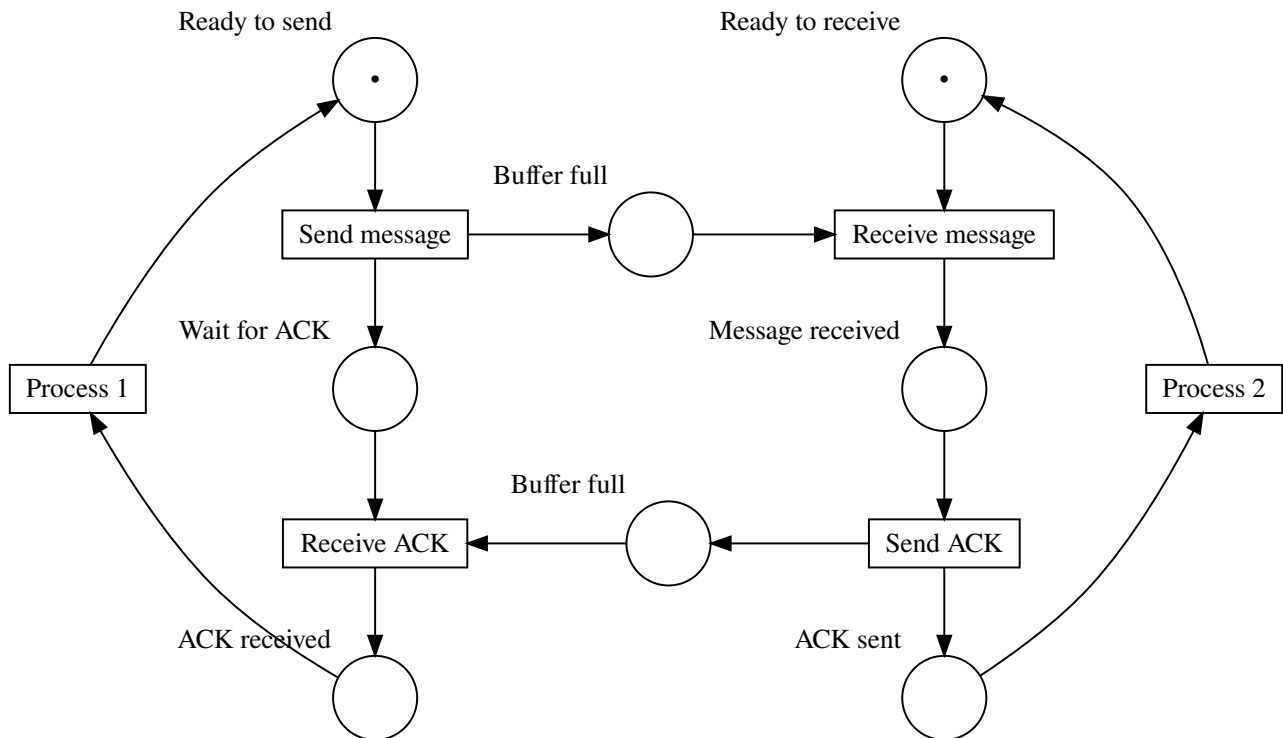 Ready to send
Ready to receive
Buffer full
Send message
Receive message
Wait for ACK
Message received
Process 1
Process 2
Buffer full
Receive ACK
Send ACK
ACK received
ACK sent